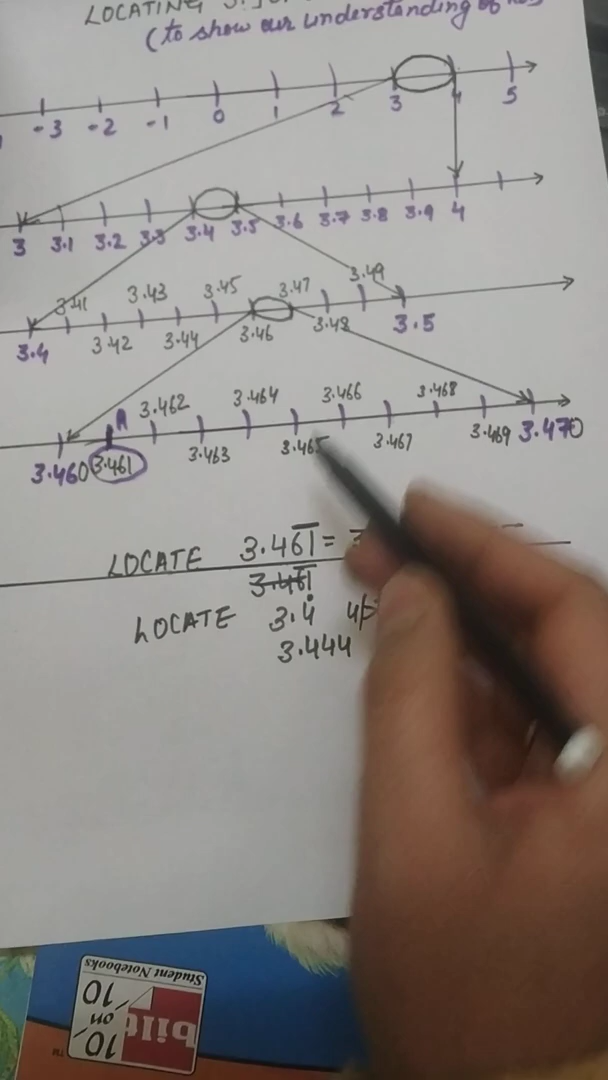 LOCATING
(to show our understanding of
-3 -2 -1 0 1 2 3 4 5
3 3.1 3.2 3.3 3.4 3.5 3.6 3.7 3.8 3.9 4
3.41 3.43 3.45 3.47 3.49
3.4 3.42 3.44 3.46 3.48 3.5
A 3.462 3.464 3.466 3.468
3.460 3.461 3.463 3.465 3.467 3.469 3.470
LOCATE 3.46̅1̅ =
3.461
LOCATE 3.4̇
3.444
Student Notebooks
10 on 10
bilt
TM